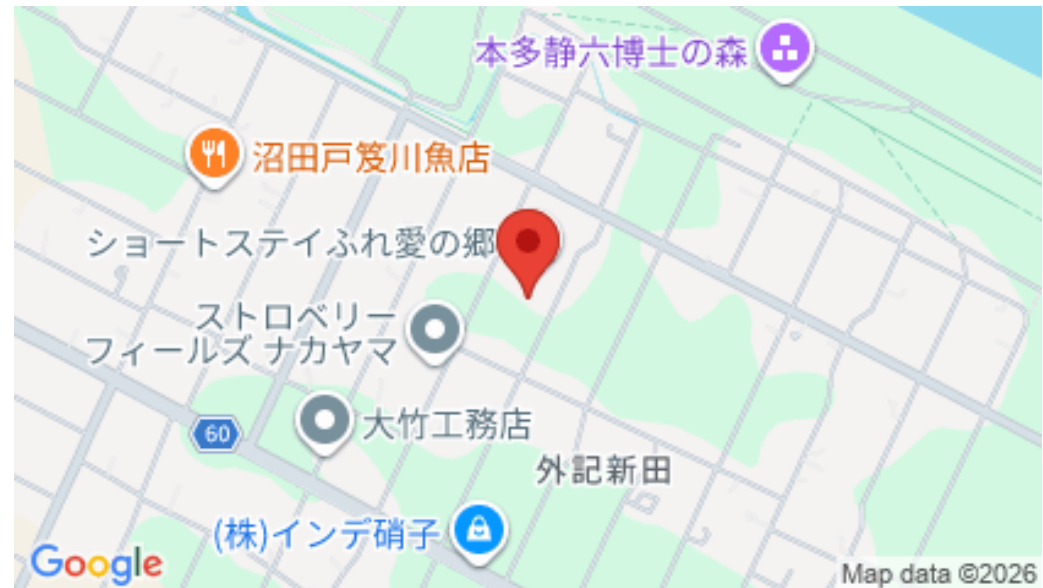 本多静六博士の森
沼田戸笈川魚店
ショートステイふれ愛の郷
ストロベリー
フィールズ ナカヤマ
60
大竹工務店
外記新田
(株)インデ硝子
Google
Map data ©2026